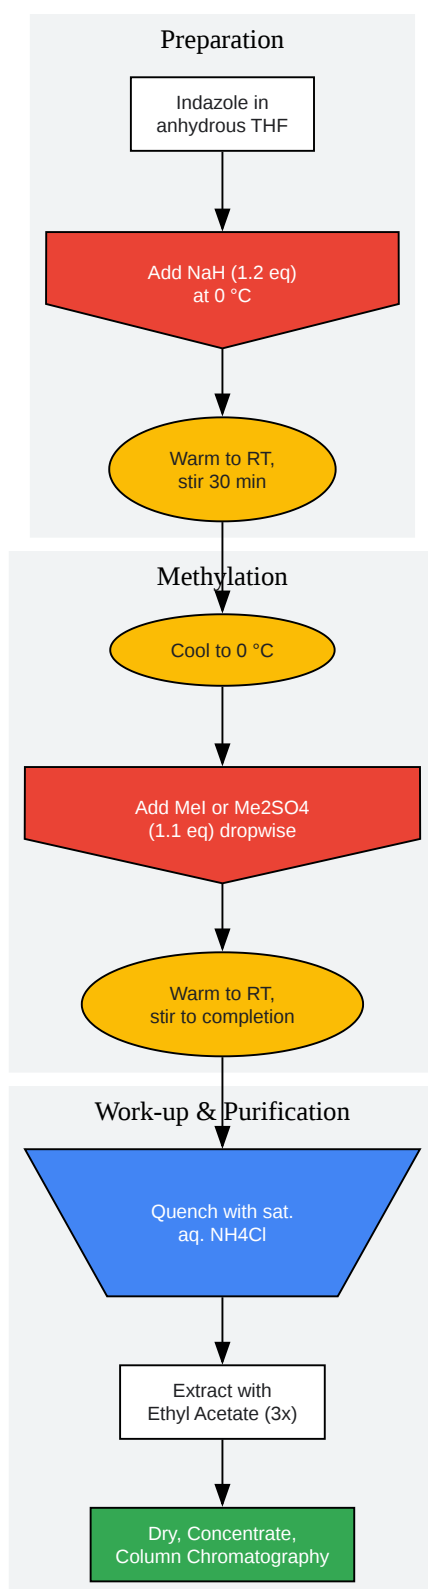 Preparation
Indazole in
anhydrous THF
Add NaH (1.2 eq)
at 0 °C
Warm to RT,
stir 30 min
Methylation
Cool to 0 °C
Add MeI or Me2SO4
(1.1 eq) dropwise
Warm to RT,
stir to completion
Work-up & Purification
Quench with sat.
aq. NH4Cl
Extract with
Ethyl Acetate (3x)
Dry, Concentrate,
Column Chromatography